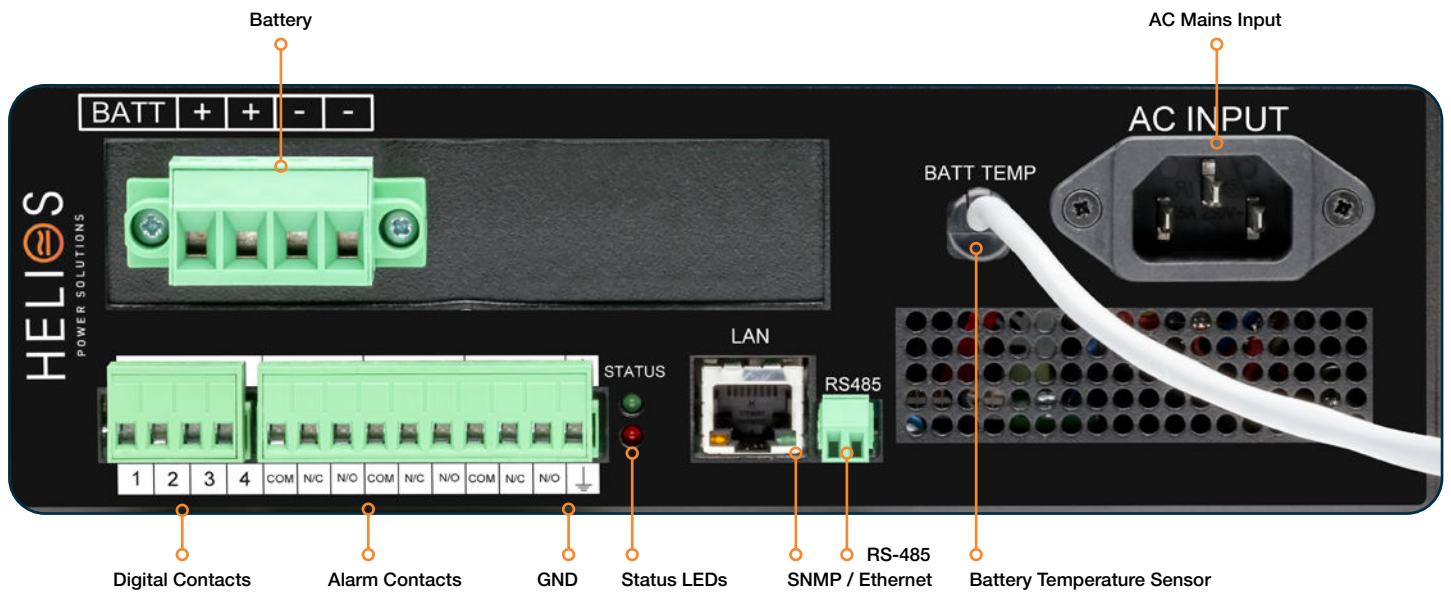 Battery
AC Mains Input
BATT + + - -
AC INPUT
BATT TEMP
HELIOS
POWER SOLUTIONS
LAN
STATUS
RS485
1 2 3 4 COM N/C N/O COM N/C N/O COM N/C N/O
RS-485
Digital Contacts
Alarm Contacts
GND
Status LEDs
SNMP / Ethernet
Battery Temperature Sensor